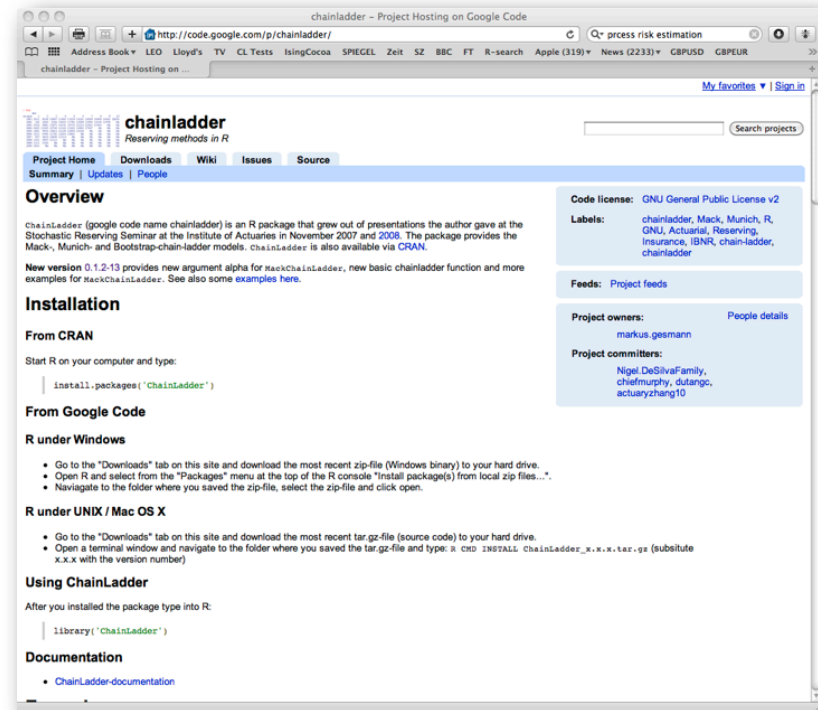 chainladder – Project Hosting on Google Code
http://code.google.com/p/chainladder/
prcess risk estimation
Address Book LEO Lloyd's TV CL Tests IsingCocoa SPIEGEL Zeit SZ BBC FT R-search Apple (319) News (2233) GBPUSD GBPEUR
chainladder – Project Hosting on ...
My favorites ▼ | Sign in
chainladder
Reserving methods in R
Search projects
Project Home Downloads Wiki Issues Source
Summary | Updates | People
Overview
ChainLadder (google code name chainladder) is an R package that grew out of presentations the author gave at the
Stochastic Reserving Seminar at the Institute of Actuaries in November 2007 and 2008. The package provides the
Mack-, Munich- and Bootstrap-chain-ladder models. ChainLadder is also available via CRAN.
New version 0.1.2-13 provides new argument alpha for MackChainLadder, new basic chainladder function and more
examples for MackChainLadder. See also some examples here.
Code license: GNU General Public License v2
Labels: chainladder, Mack, Munich, R,
GNU, Actuarial, Reserving,
Insurance, IBNR, chain-ladder,
chainladder
Feeds: Project feeds
Project owners: People details
markus.gesmann
Project committers:
Nigel.DeSilvaFamily,
chiefmurphy, dutangc,
actuaryzhang10
Installation
From CRAN
Start R on your computer and type:
install.packages('ChainLadder')
From Google Code
R under Windows
• Go to the "Downloads" tab on this site and download the most recent zip-file (Windows binary) to your hard drive.
• Open R and select from the "Packages" menu at the top of the R console "Install package(s) from local zip files...".
• Naviagate to the folder where you saved the zip-file, select the zip-file and click open.
R under UNIX / Mac OS X
• Go to the "Downloads" tab on this site and download the most recent tar.gz-file (source code) to your hard drive.
• Open a terminal window and navigate to the folder where you saved the tar.gz-file and type: R CMD INSTALL ChainLadder_x.x.x.tar.gz (subsitute
x.x.x with the version number)
Using ChainLadder
After you installed the package type into R:
library('ChainLadder')
Documentation
• ChainLadder-documentation